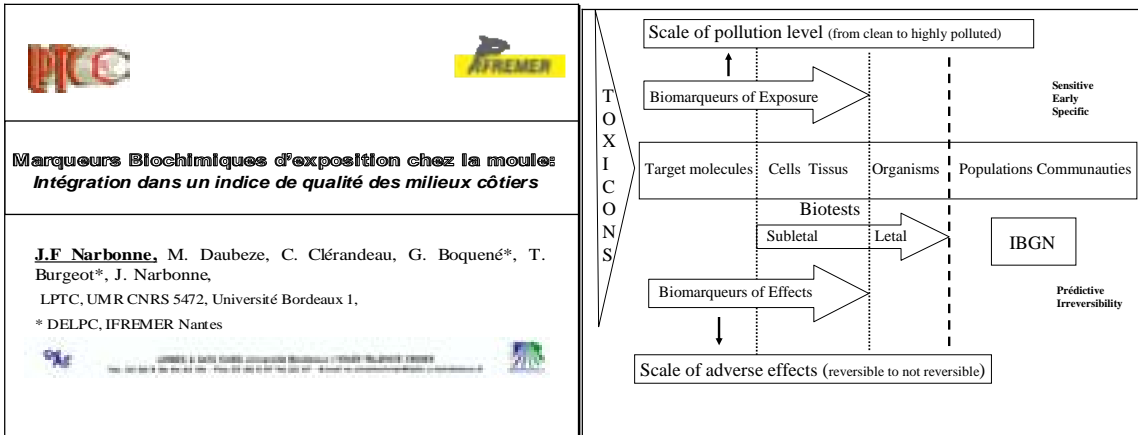 LPTC
IFREMER
Marqueurs Biochimiques d'exposition chez la moule:
Intégration dans un indice de qualité des milieux côtiers
J.F Narbonne, M. Daubeze, C. Clérandeau, G. Boquené*, T.
Burgeot*, J. Narbonne,
LPTC, UMR CNRS 5472, Université Bordeaux 1,
* DELPC, IFREMER Nantes
TOXICONS
Scale of pollution level (from clean to highly polluted)
Biomarqueurs of Exposure
Sensitive
Early
Specific
Target molecules Cells Tissus Organisms Populations Communauties
Biotests
Subletal Letal
IBGN
Biomarqueurs of Effects
Prédictive
Irreversibility
Scale of adverse effects (reversible to not reversible)